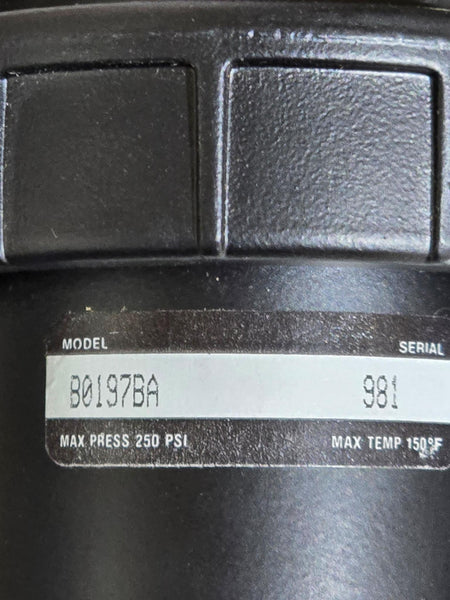 MODEL SERIAL
B0197BA 981
MAX PRESS 250 PSI MAX TEMP 150°F